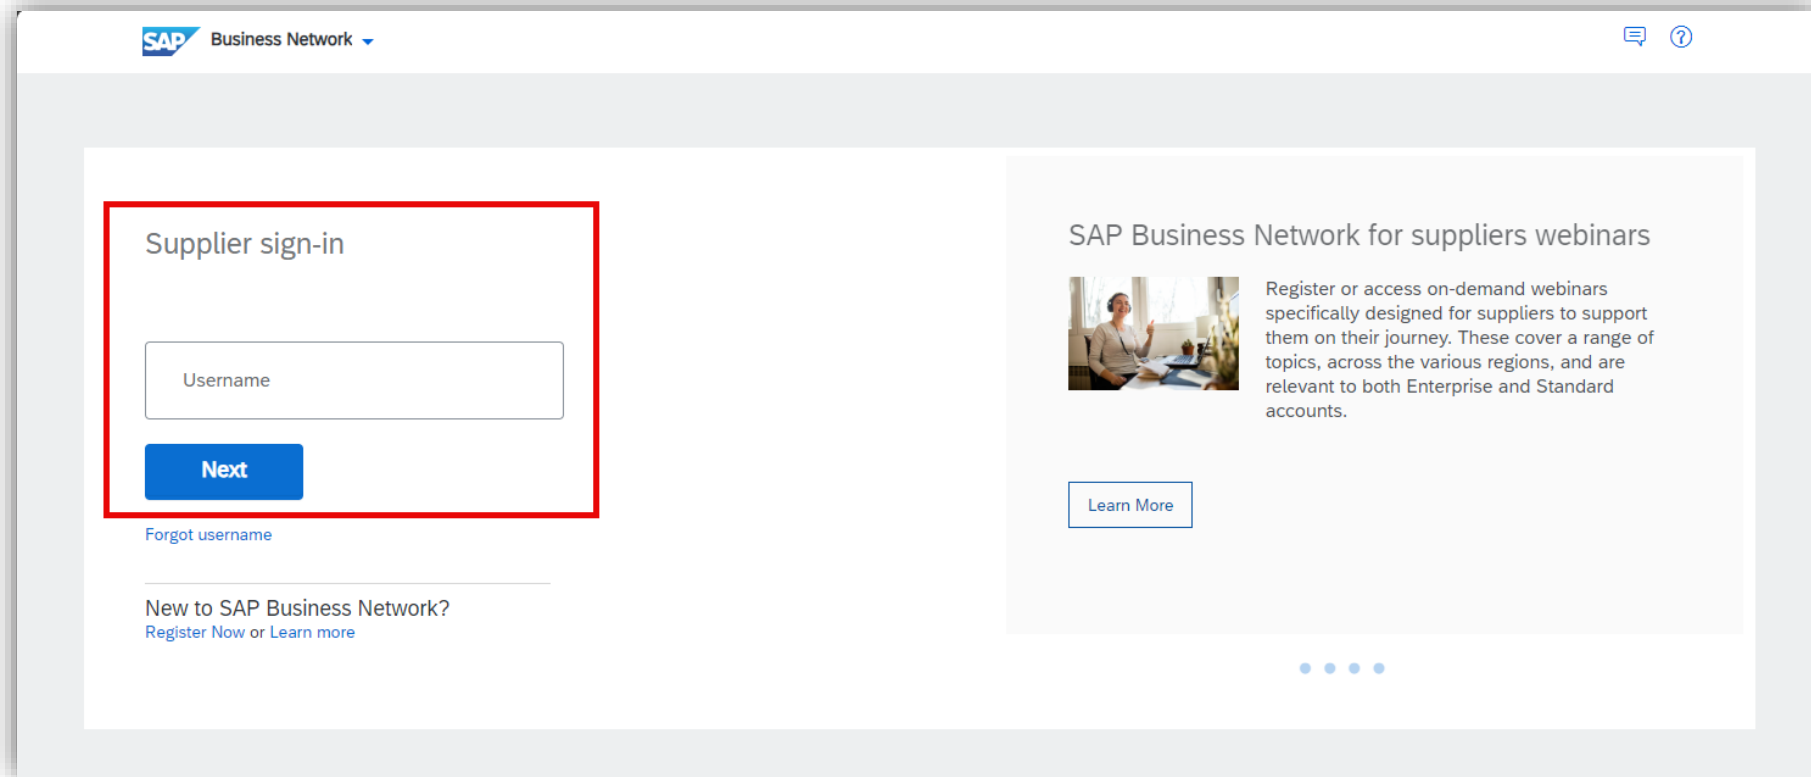 SAP Business Network
Supplier sign-in
Username
Next
Forgot username
New to SAP Business Network?
Register Now or Learn more
SAP Business Network for suppliers webinars
Register or access on-demand webinars
specifically designed for suppliers to support
them on their journey. These cover a range of
topics, across the various regions, and are
relevant to both Enterprise and Standard
accounts.
Learn More